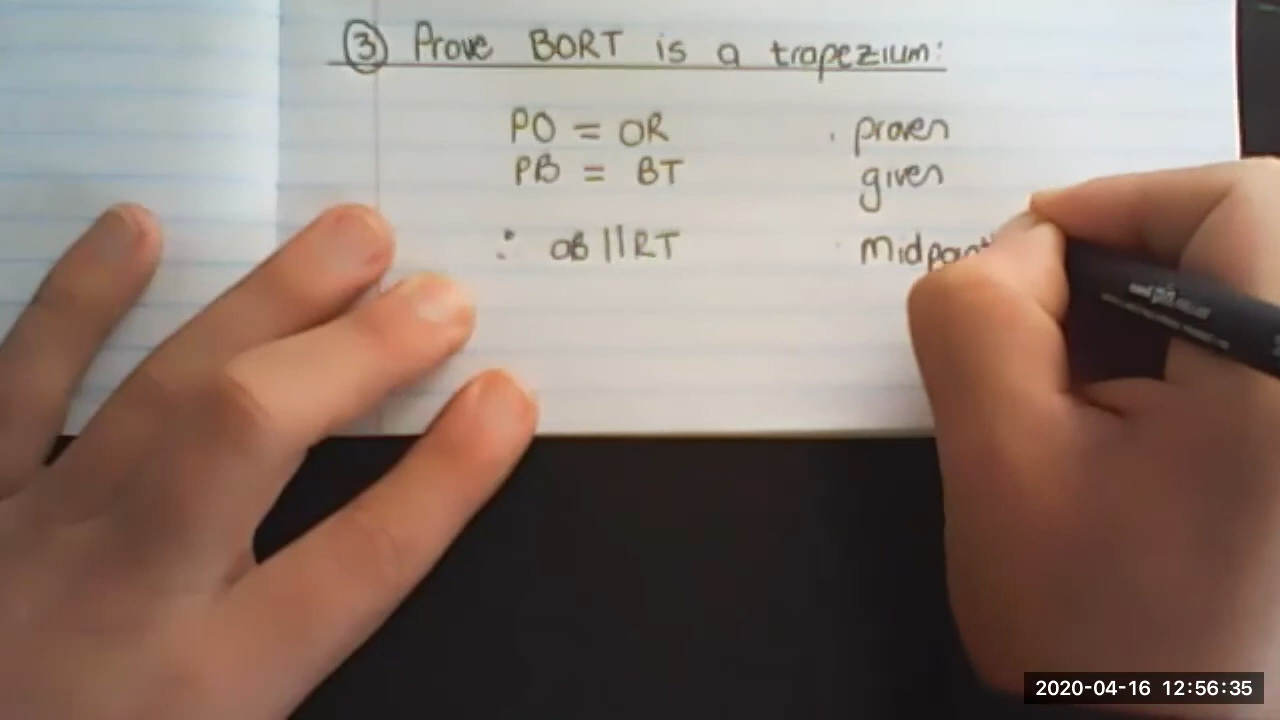 ③ Prove BORT is a trapezium:
PO = OR proven
PB = BT given
∴ OB || RT
2020-04-16 12:56:35